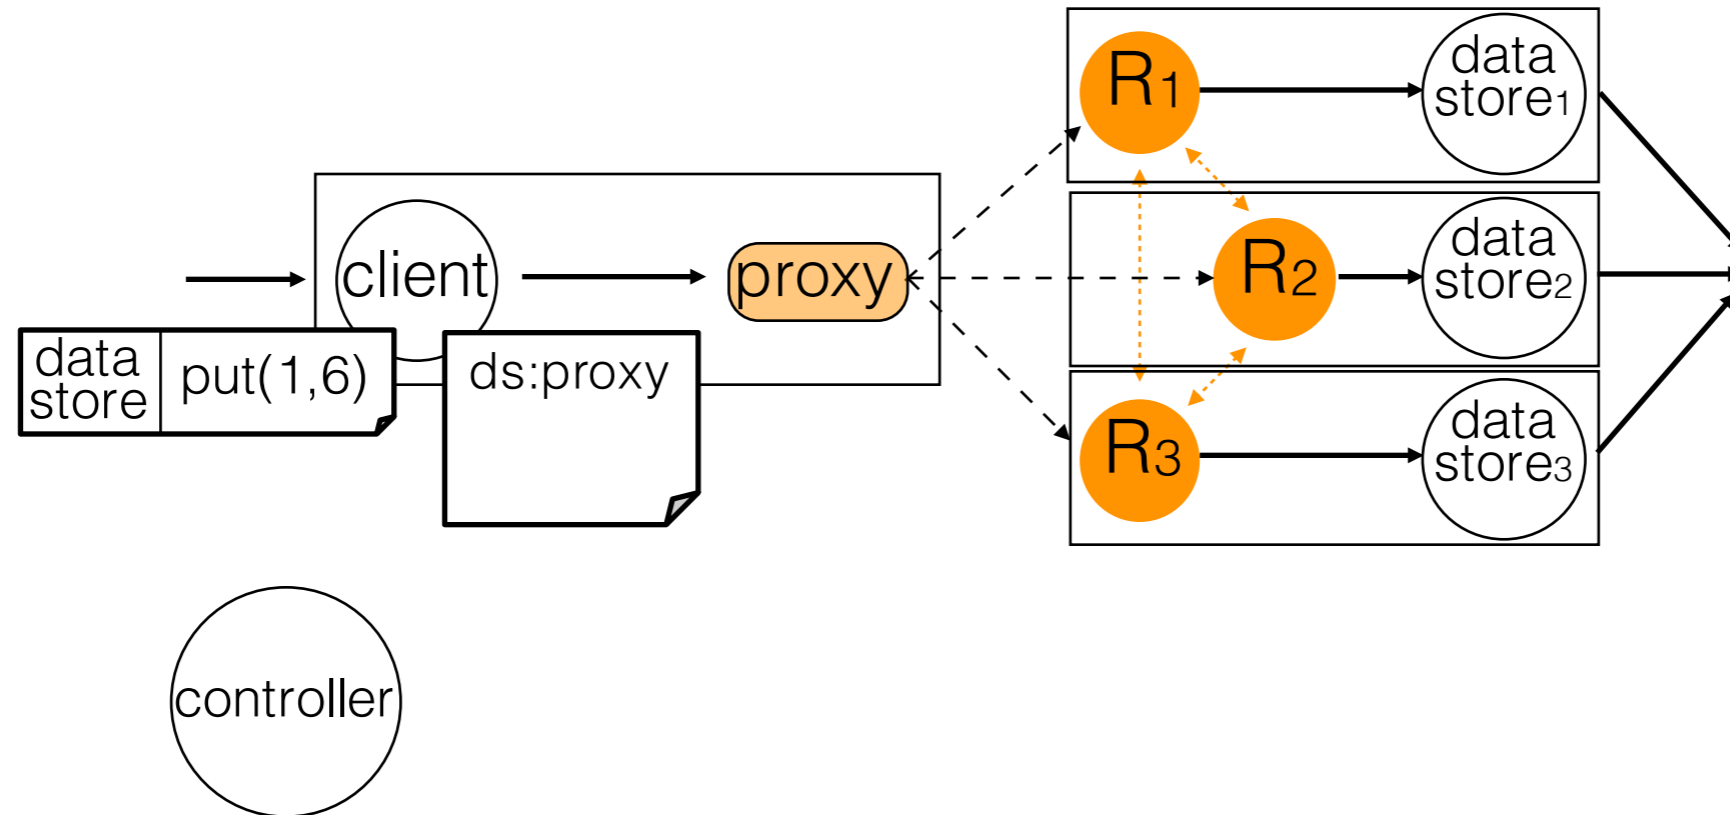 R1
data
store1
client
proxy
R2
data
store2
data
store
put(1,6)
ds:proxy
R3
data
store3
controller